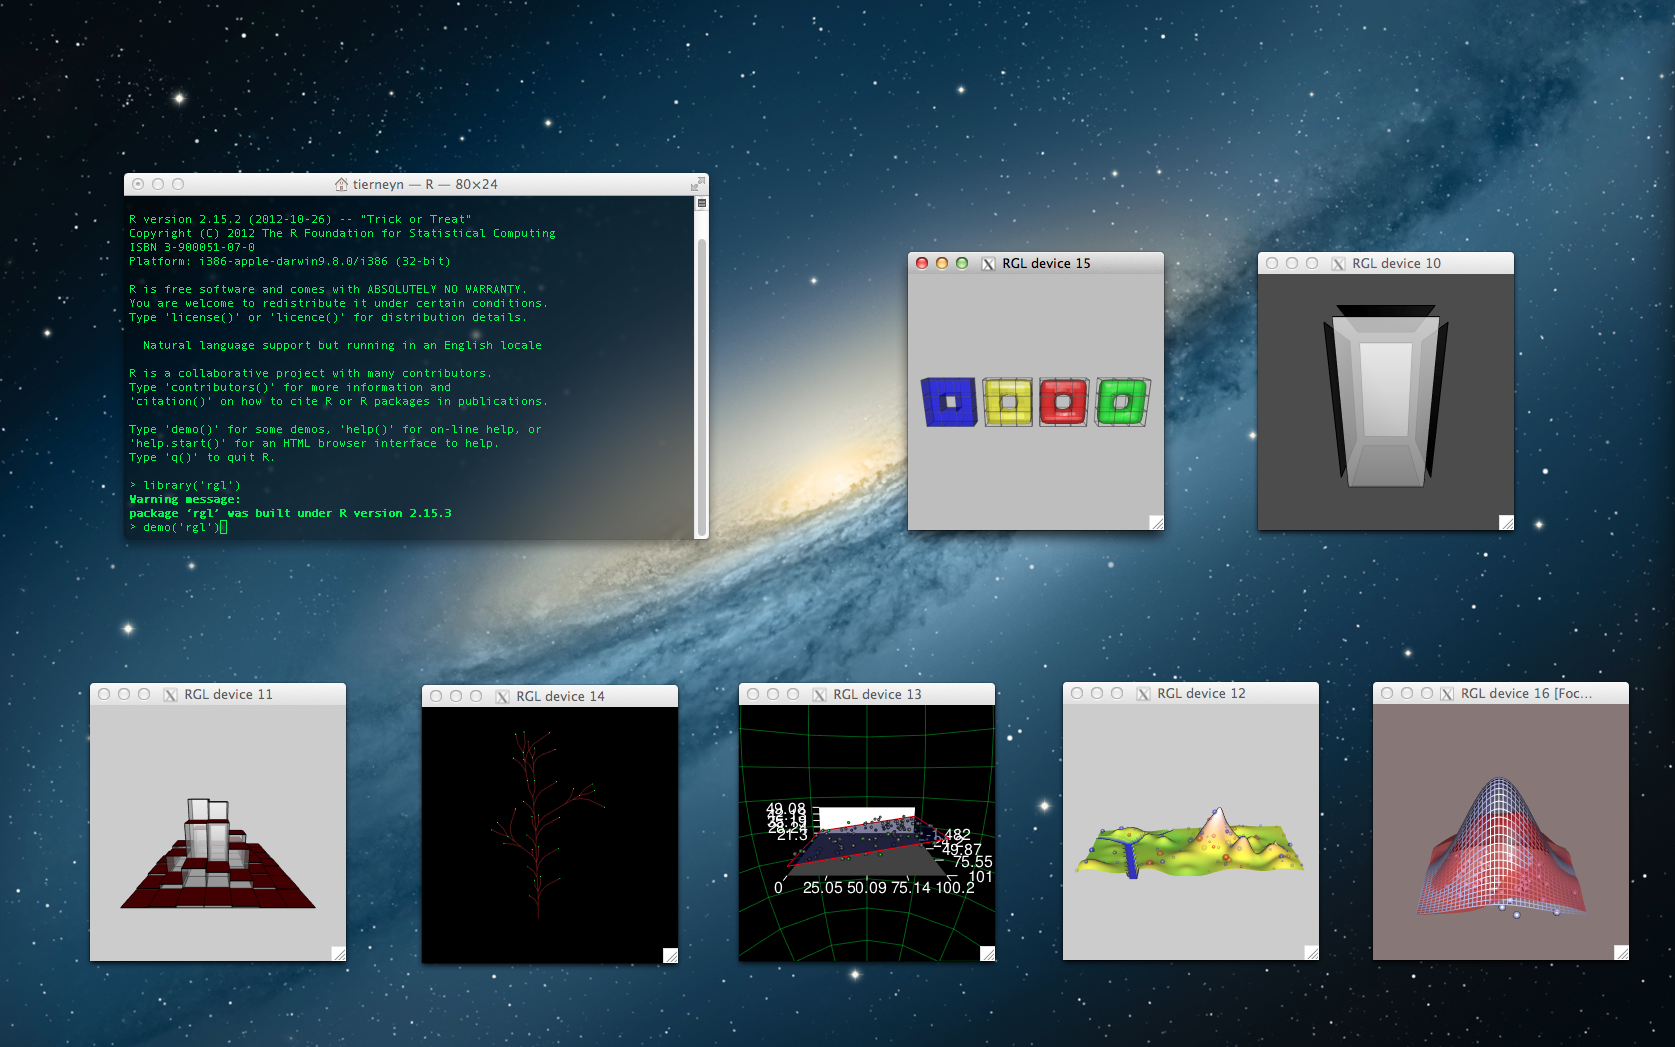 tierneyn — R — 80×24
R version 2.15.2 (2012-10-26) -- "Trick or Treat"
Copyright (C) 2012 The R Foundation for Statistical Computing
ISBN 3-900051-07-0
Platform: i386-apple-darwin9.8.0/i386 (32-bit)
R is free software and comes with ABSOLUTELY NO WARRANTY.
You are welcome to redistribute it under certain conditions.
Type 'license()' or 'licence()' for distribution details.
Natural language support but running in an English locale
R is a collaborative project with many contributors.
Type 'contributors()' for more information and
'citation()' on how to cite R or R packages in publications.
Type 'demo()' for some demos, 'help()' for on-line help, or
'help.start()' for an HTML browser interface to help.
Type 'q()' to quit R.
> library('rgl')
Warning message:
package ‘rgl’ was built under R version 2.15.3
> demo('rgl')
RGL device 15
RGL device 10
RGL device 11
RGL device 14
RGL device 13
49.08
21.3
482
49.87
75.55
101
0 25.05 50.09 75.14 100.2
RGL device 12
RGL device 16 [Foc...